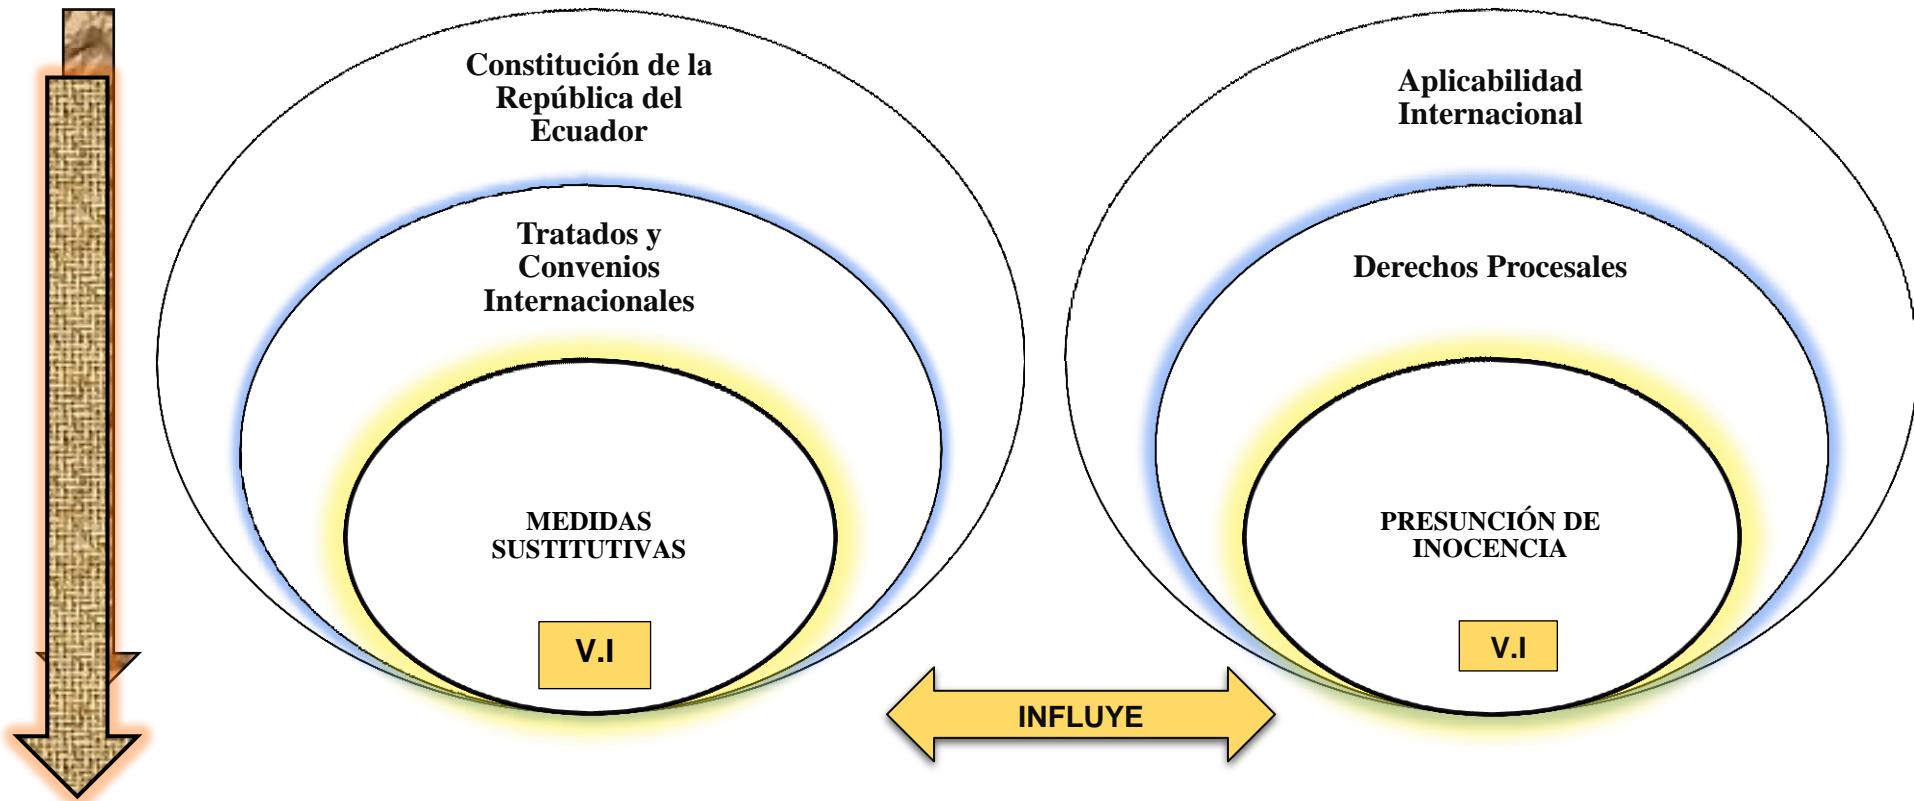 Constitución de la
República del
Ecuador
Tratados y
Convenios
Internacionales
MEDIDAS
SUSTITUTIVAS
V.I
Aplicabilidad
Internacional
Derechos Procesales
PRESUNCIÓN DE
INOCENCIA
V.I
INFLUYE